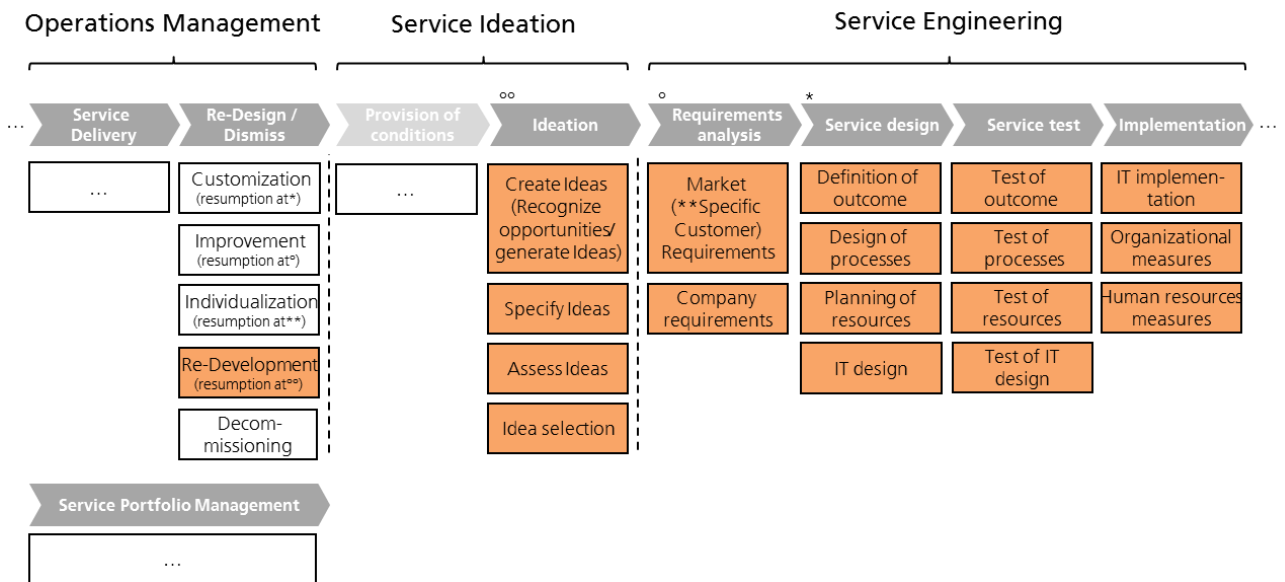 Operations Management
Service Ideation
Service Engineering
°°
°
*
...
Service
Delivery
Re-Design /
Dismiss
Provision of
conditions
Ideation
Requirements
analysis
Service design
Service test
Implementation
...
...
Customization
(resumption at*)
Improvement
(resumption at°)
Individualization
(resumption at**)
Re-Development
(resumption at°°)
Decom-
missioning
...
Create Ideas
(Recognize
opportunities/
generate Ideas)
Specify Ideas
Assess Ideas
Idea selection
Market
(**Specific
Customer)
Requirements
Company
requirements
Definition of
outcome
Design of
processes
Planning of
resources
IT design
Test of
outcome
Test of
processes
Test of
resources
Test of IT
design
IT implemen-
tation
Organizational
measures
Human resources
measures
Service Portfolio Management
...